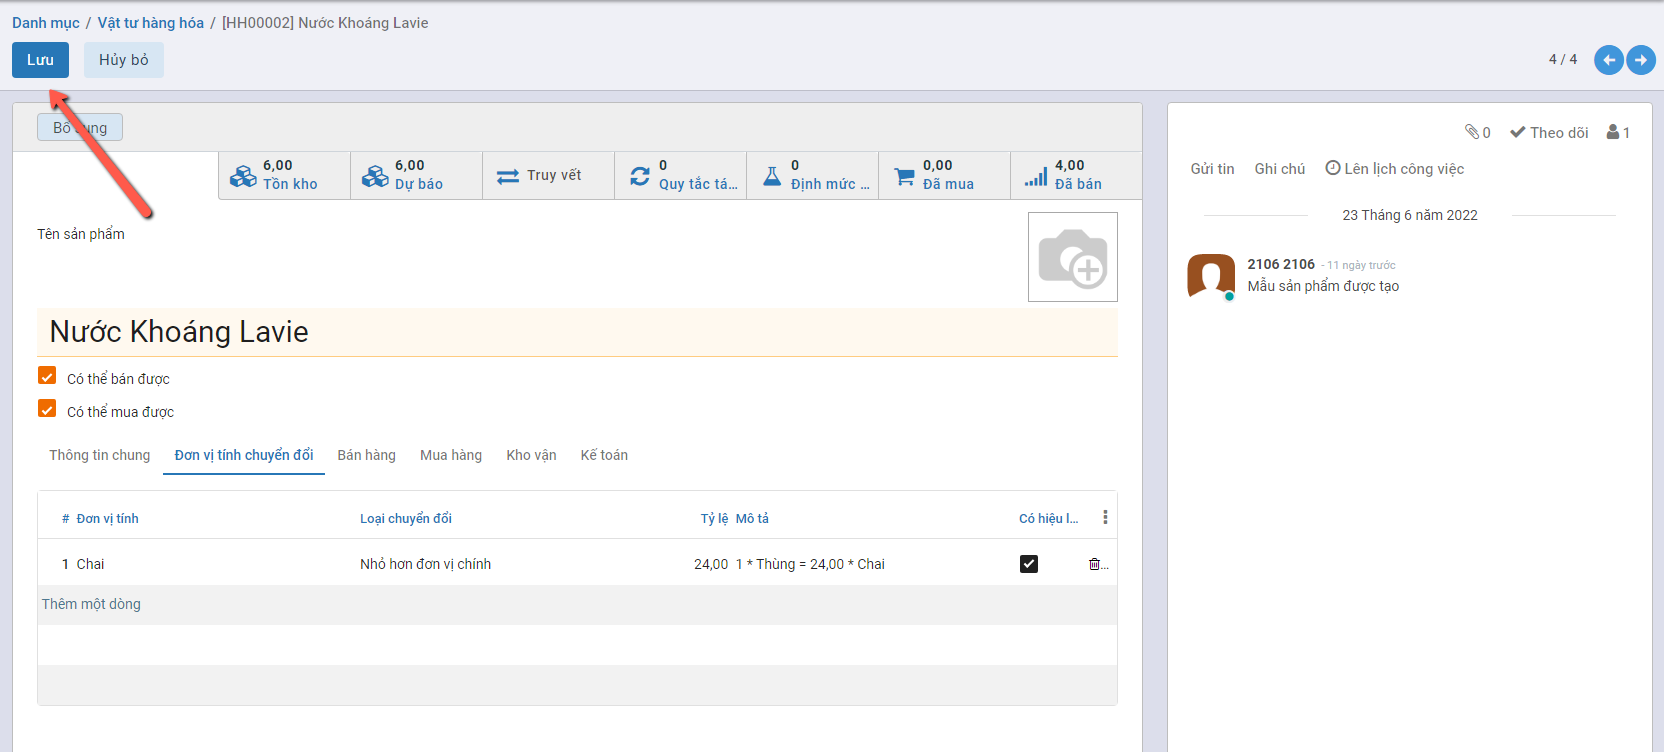 Danh mục / Vật tư hàng hóa / [HH00002] Nước Khoáng Lavie
Lưu Hủy bỏ 4 / 4
Bổ sung
6,00 Tồn kho
6,00 Dự báo
Truy vết
0 Quy tắc tá...
0 Định mức ...
0,00 Đã mua
4,00 Đã bán
Tên sản phẩm
Nước Khoáng Lavie
Có thể bán được
Có thể mua được
Thông tin chung Đơn vị tính chuyển đổi Bán hàng Mua hàng Kho vận Kế toán
# Đơn vị tính Loại chuyển đổi Tỷ lệ Mô tả Có hiệu l...
1 Chai Nhỏ hơn đơn vị chính 24,00 1 * Thùng = 24,00 * Chai ...
Thêm một dòng
0 Theo dõi 1
Gửi tin Ghi chú Lên lịch công việc
23 Tháng 6 năm 2022
2106 2106 - 11 ngày trước
Mẫu sản phẩm được tạo